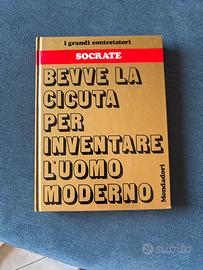 I grandi contestatori
SOCRATE
BEVVE LA
CICUTA
PER
INVENTARE
L'UOMO
MODERNO
Mondadori
subito